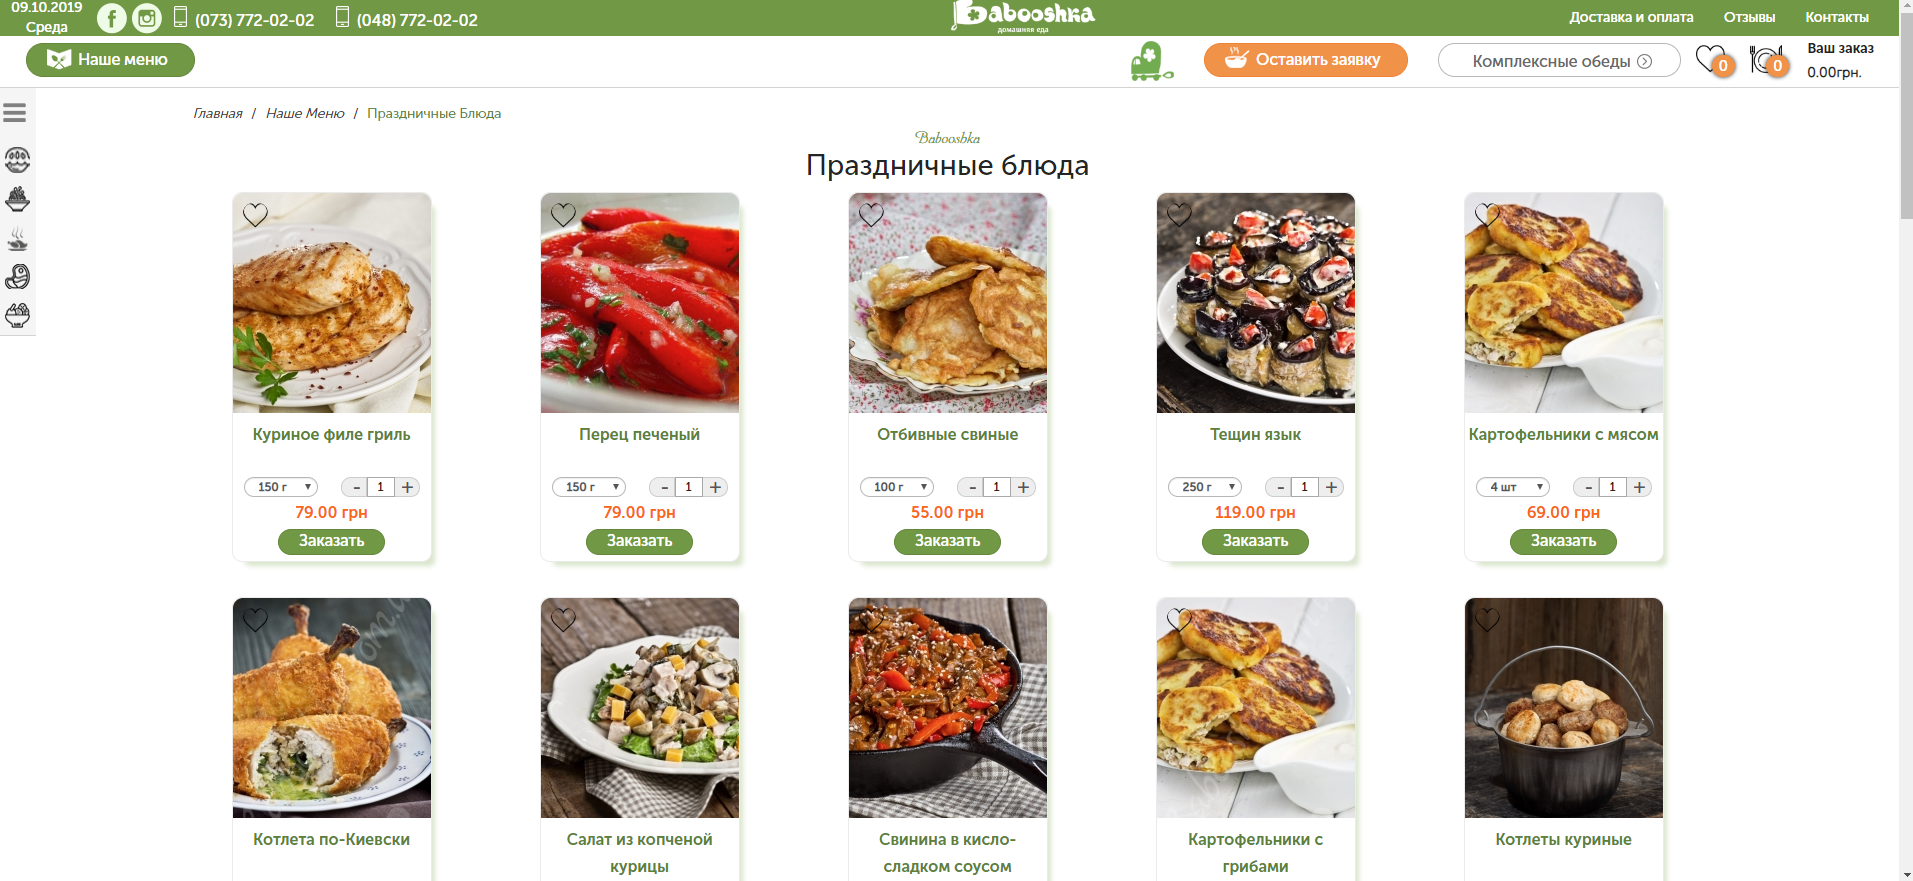 09.10.2019
Среда
(073) 772-02-02
(048) 772-02-02
Babooshka
домашняя еда
Доставка и оплата
Отзывы
Контакты
Наше меню
Оставить заявку
Комплексные обеды
0
0
Ваш заказ
0.00грн.
Главная / Наше Меню / Праздничные Блюда
Babooshka
Праздничные блюда
Куриное филе гриль
150 г
- 1 +
79.00 грн
Заказать
Перец печеный
150 г
- 1 +
79.00 грн
Заказать
Отбивные свиные
100 г
- 1 +
55.00 грн
Заказать
Тещин язык
250 г
- 1 +
119.00 грн
Заказать
Картофельники с мясом
4 шт
- 1 +
69.00 грн
Заказать
Котлета по-Киевски
Салат из копченой
курицы
Свинина в кисло-
сладком соусом
Картофельники с
грибами
Котлеты куриные